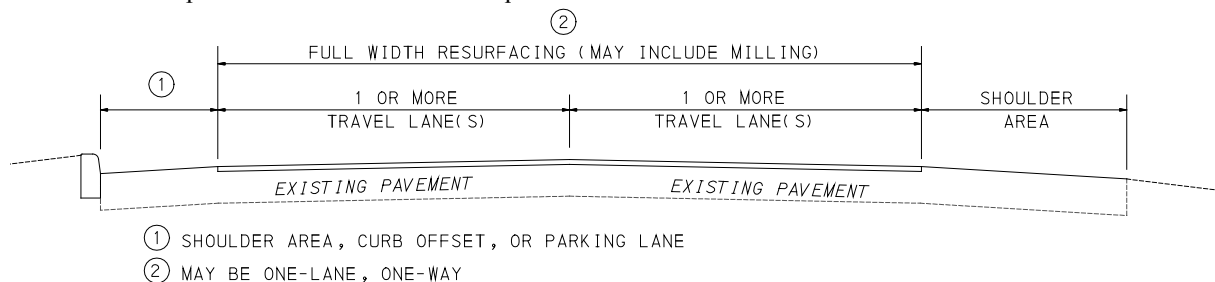 ②
FULL WIDTH RESURFACING (MAY INCLUDE MILLING)
①
1 OR MORE
TRAVEL LANE(S)
1 OR MORE
TRAVEL LANE(S)
SHOULDER
AREA
EXISTING PAVEMENT
EXISTING PAVEMENT
① SHOULDER AREA, CURB OFFSET, OR PARKING LANE
② MAY BE ONE-LANE, ONE-WAY